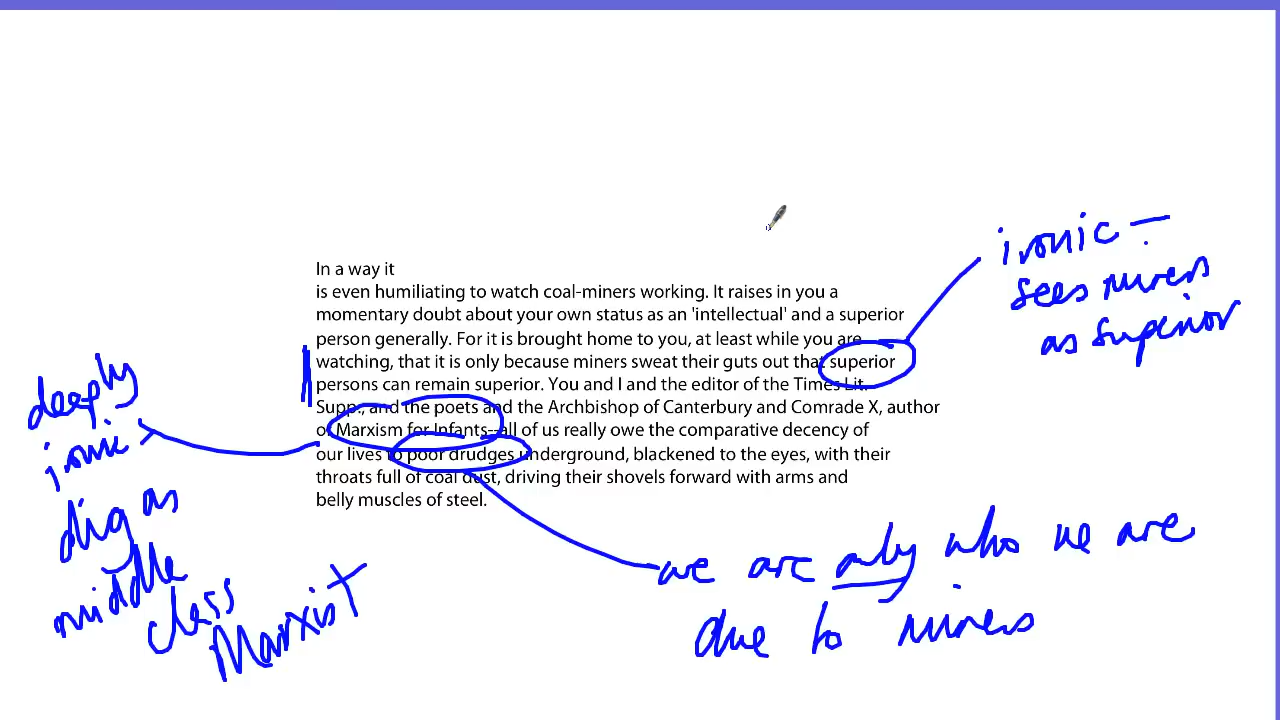 In a way it
is even humiliating to watch coal-miners working. It raises in you a
momentary doubt about your own status as an 'intellectual' and a superior
person generally. For it is brought home to you, at least while you are
watching, that it is only because miners sweat their guts out that superior
persons can remain superior. You and I and the editor of the Times Lit.
Supp., and the poets and the Archbishop of Canterbury and Comrade X, author
of Marxism for Infants--all of us really owe the comparative decency of
our lives to poor drudges underground, blackened to the eyes, with their
throats full of coal dust, driving their shovels forward with arms and
belly muscles of steel.
ironic –
sees miners
as superior
deeply
ironic -
dig as
middle
class
Marxist
we are only who we are
due to miners